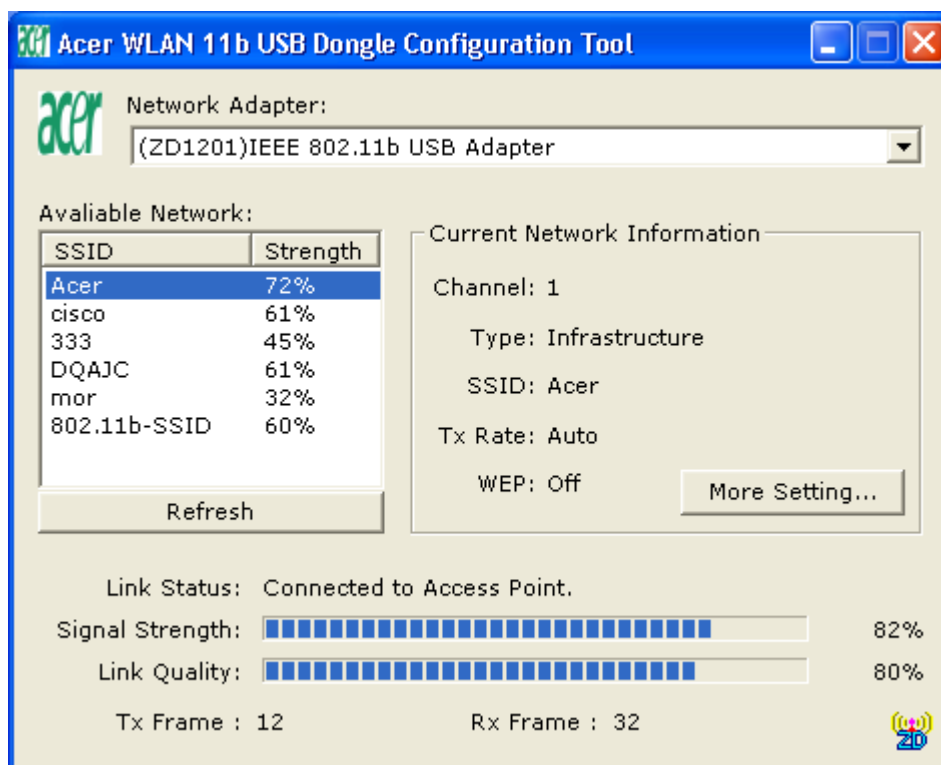 acer Acer WLAN 11b USB Dongle Configuration Tool
acer
Network Adapter:
(ZD1201)IEEE 802.11b USB Adapter
Avaliable Network:
SSID Strength
Acer 72%
cisco 61%
333 45%
DQAJC 61%
mor 32%
802.11b-SSID 60%
Refresh
Current Network Information
Channel: 1
Type: Infrastructure
SSID: Acer
Tx Rate: Auto
WEP: Off
More Setting...
Link Status: Connected to Access Point.
Signal Strength: 82%
Link Quality: 80%
Tx Frame : 12 Rx Frame : 32
ZD